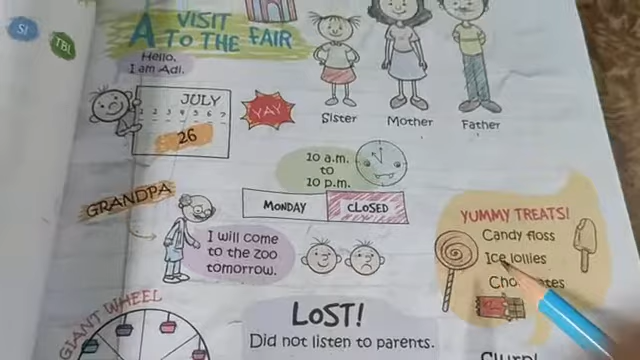 SI
TBL
A VISIT
TO THE FAIR
Hello.
I am Adi.
JULY
1 2 3 4 5 6 7
26
YAY
Sister
Mother
Father
10 a.m.
to
10 p.m.
GRANDPA
MONDAY CLOSED
I will come
to the zoo
tomorrow.
YUMMY TREATS!
Candy floss
Ice lollies
GIANT WHEEL
LOST!
Did not listen to parents.
Slurp!